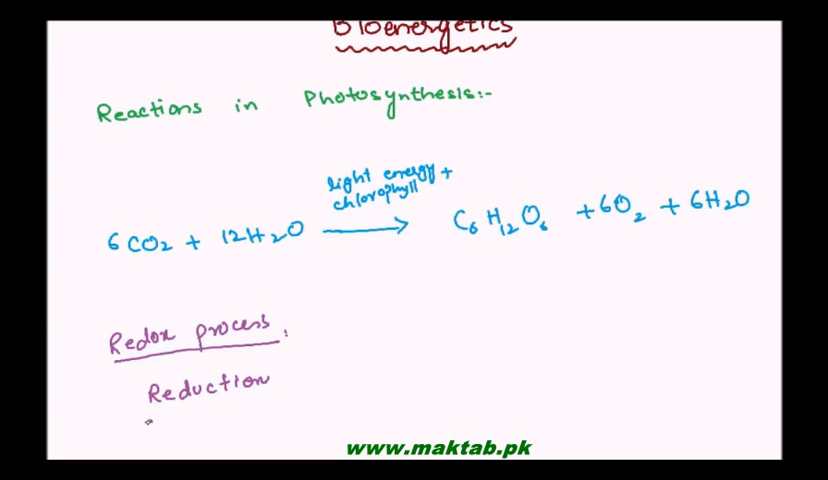 Bioenergetics
Reactions in Photosynthesis:-
light energy +
chlorophyll
6CO₂ + 12H₂O → C₆H₁₂O₆ + 6O₂ + 6H₂O
Redox process:
Reduction
www.maktab.pk